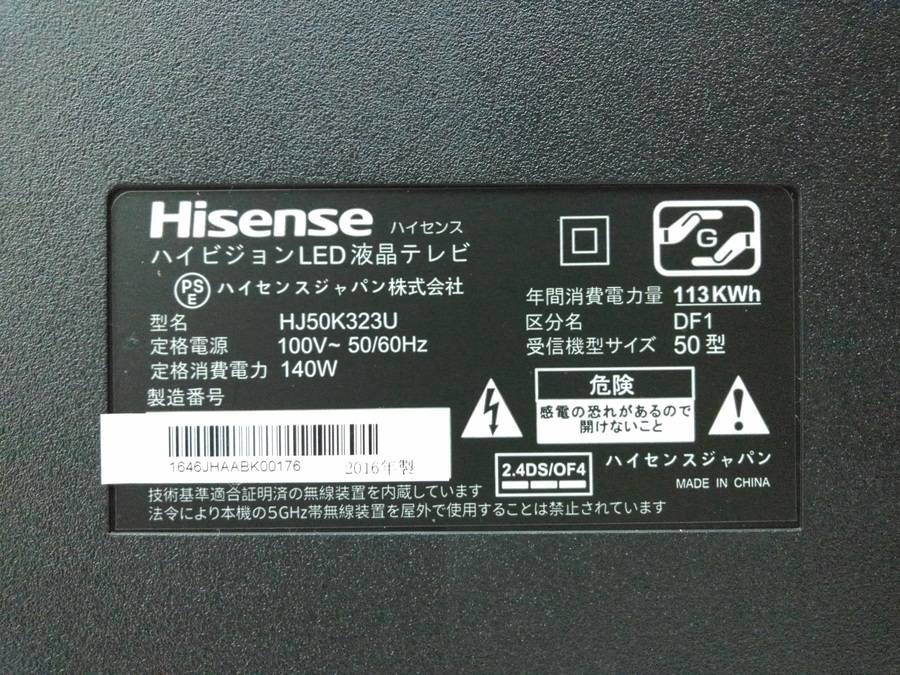 Hisense ハイセンス
ハイビジョンLED液晶テレビ
PSE ハイセンスジャパン株式会社
型名 HJ50K323U
定格電源 100V~ 50/60Hz
定格消費電力 140W
製造番号
1646JHAABK00176 2016年製
技術基準適合証明済の無線装置を内蔵しています
法令により本機の5GHz帯無線装置を屋外で使用することは禁止されています
G
年間消費電力量 113KWh
区分名 DF1
受信機型サイズ 50型
危険
感電の恐れがあるので
開けないこと
2.4DS/OF4
ハイセンスジャパン
MADE IN CHINA